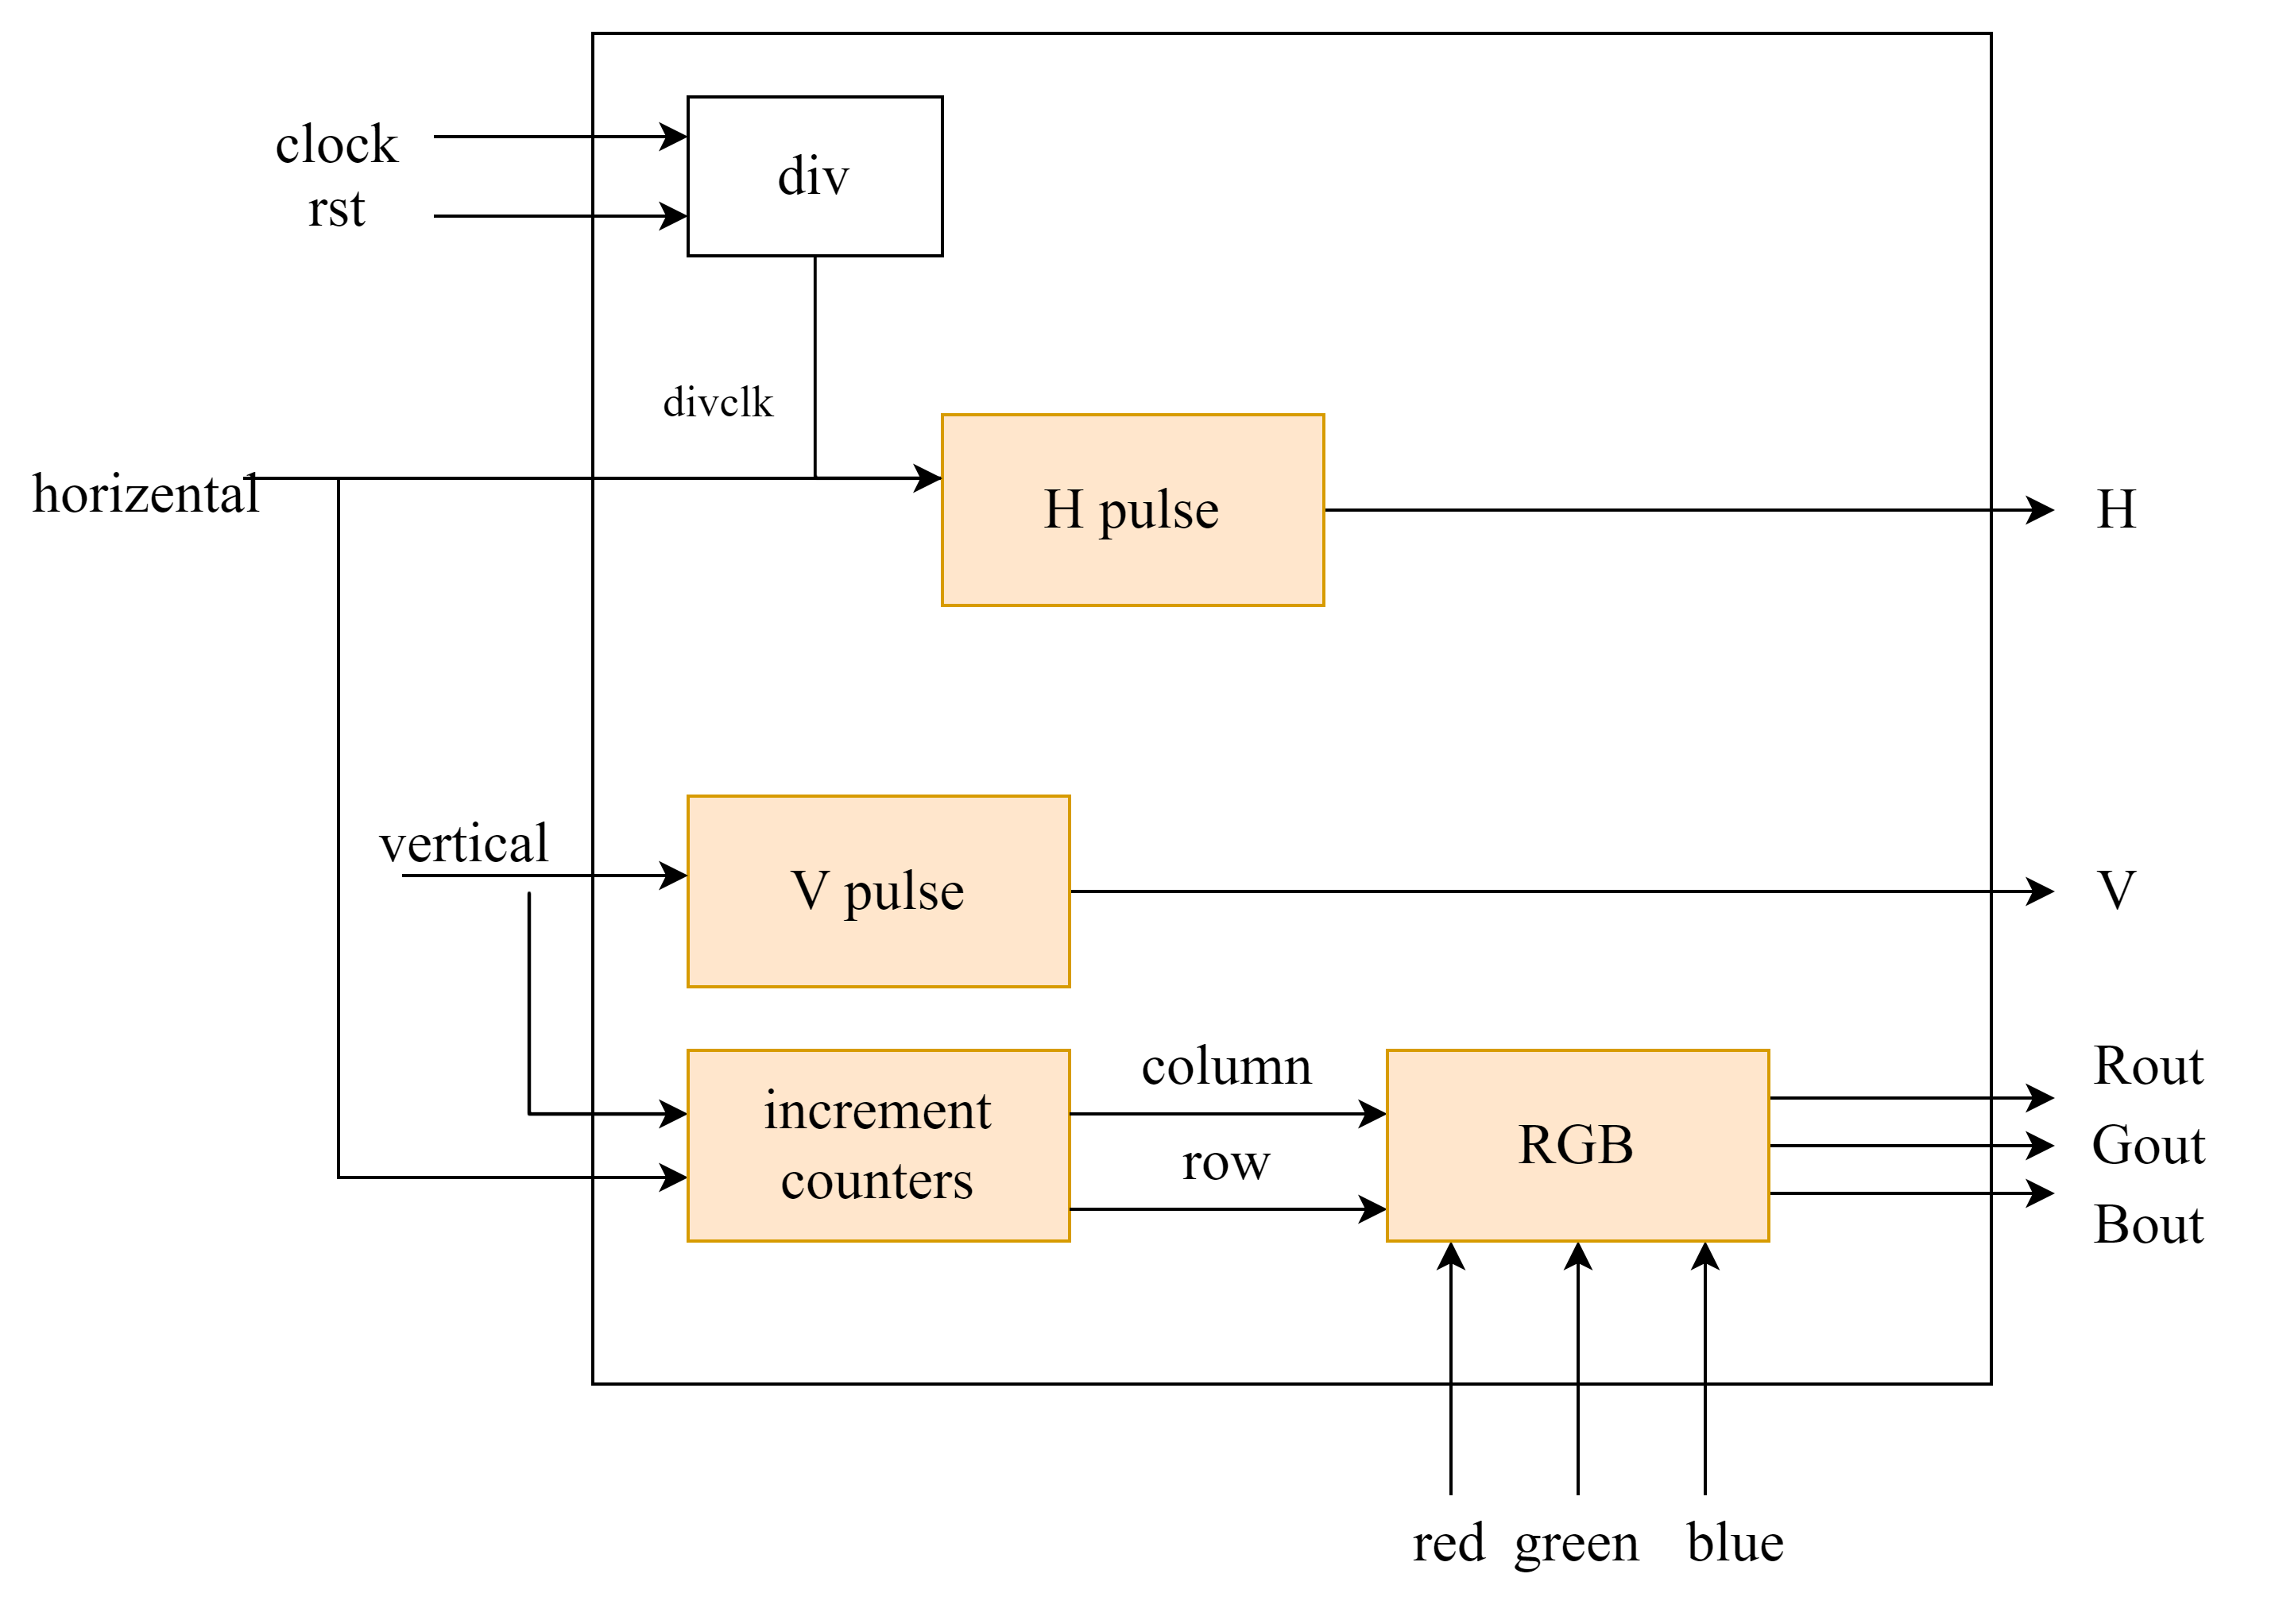 clock
rst
div
divclk
horizental
H pulse
H
vertical
V pulse
V
increment
counters
column
row
RGB
Rout
Gout
Bout
red green blue